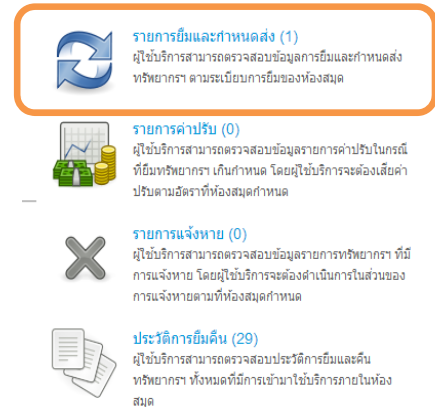 รายการยืมและกำหนดส่ง (1)
ผู้ใช้บริการสามารถตรวจสอบข้อมูลการยืมและกำหนดส่ง
ทรัพยากรฯ ตามระเบียบการยืมของห้องสมุด
รายการค่าปรับ (0)
ผู้ใช้บริการสามารถตรวจสอบข้อมูลรายการค่าปรับในกรณี
ที่ยืมทรัพยากรฯ เกินกำหนด โดยผู้ใช้บริการจะต้องเสียค่า
ปรับตามอัตราที่ห้องสมุดกำหนด
รายการแจ้งหาย (0)
ผู้ใช้บริการสามารถตรวจสอบข้อมูลรายการทรัพยากรฯ ที่มี
การแจ้งหาย โดยผู้ใช้บริการจะต้องดำเนินการในส่วนของ
การแจ้งหายตามที่ห้องสมุดกำหนด
ประวัติการยืมคืน (29)
ผู้ใช้บริการสามารถตรวจสอบประวัติการยืมและคืน
ทรัพยากรฯ ทั้งหมดที่มีการเข้ามาใช้บริการภายในห้อง
สมุด